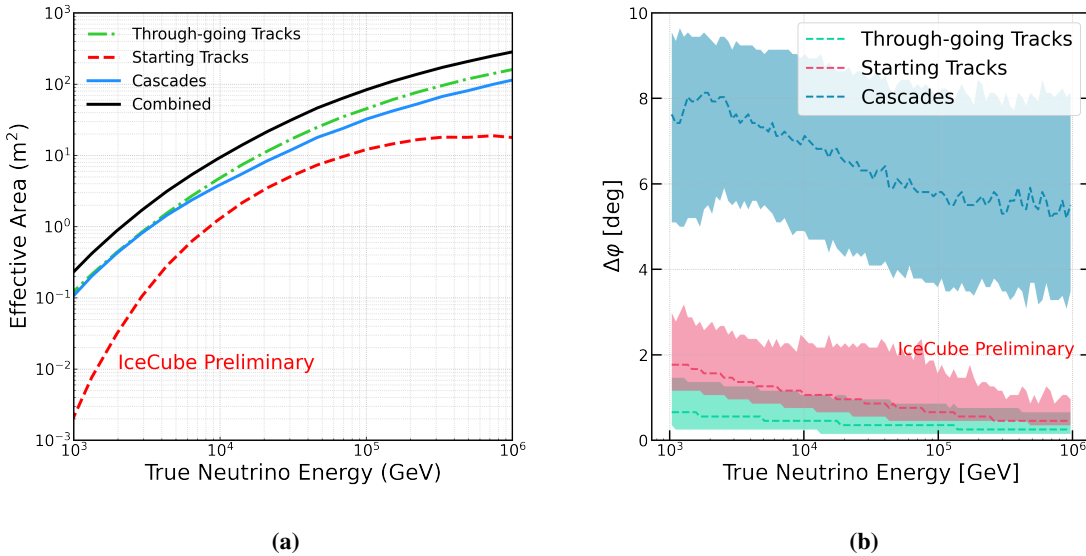 Effective Area (m²)
10³
10²
10¹
10⁰
10⁻¹
10⁻²
10⁻³
Through-going Tracks
Starting Tracks
Cascades
Combined
IceCube Preliminary
10³ 10⁴ 10⁵ 10⁶
True Neutrino Energy (GeV)
(a)
Δφ [deg]
10
8
6
4
2
0
Through-going Tracks
Starting Tracks
Cascades
IceCube Preliminary
10³ 10⁴ 10⁵ 10⁶
True Neutrino Energy [GeV]
(b)